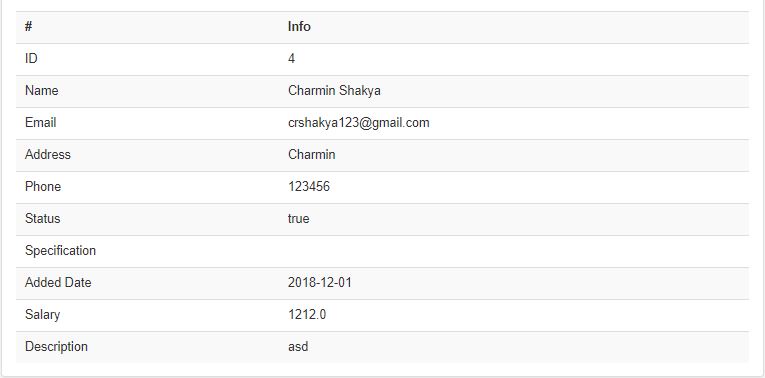 # Info
ID 4
Name Charmin Shakya
Email crshakya123@gmail.com
Address Charmin
Phone 123456
Status true
Specification
Added Date 2018-12-01
Salary 1212.0
Description asd